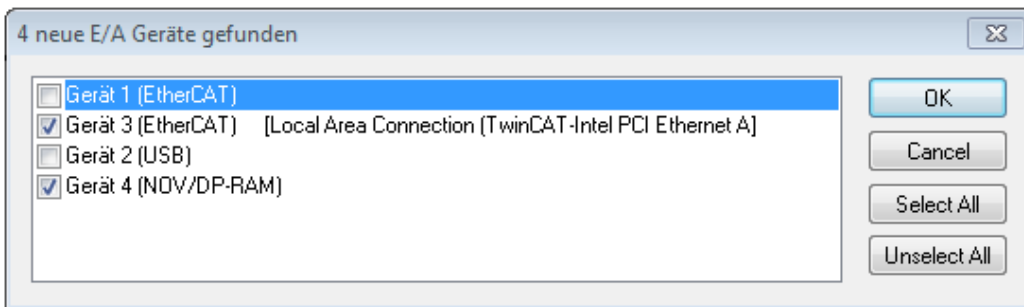 4 neue E/A Geräte gefunden
Gerät 1 (EtherCAT)
Gerät 3 (EtherCAT) [Local Area Connection (TwinCAT-Intel PCI Ethernet A]
Gerät 2 (USB)
Gerät 4 (NOV/DP-RAM)
OK
Cancel
Select All
Unselect All